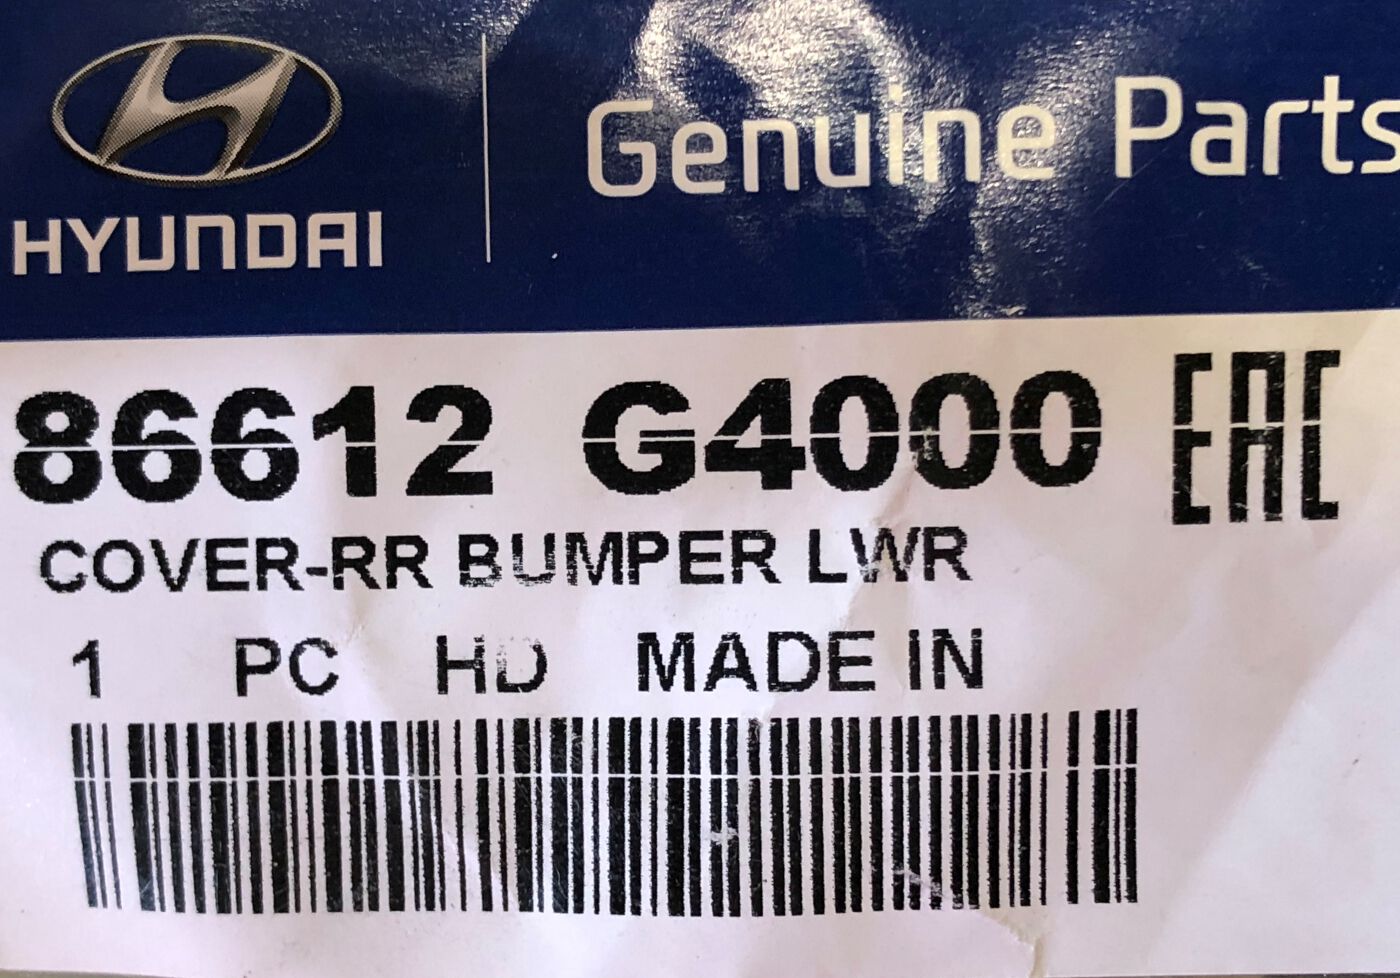 HYUNDAI
Genuine Parts
86612 G4000 EAC
COVER-RR BUMPER LWR
1 PC HD MADE IN